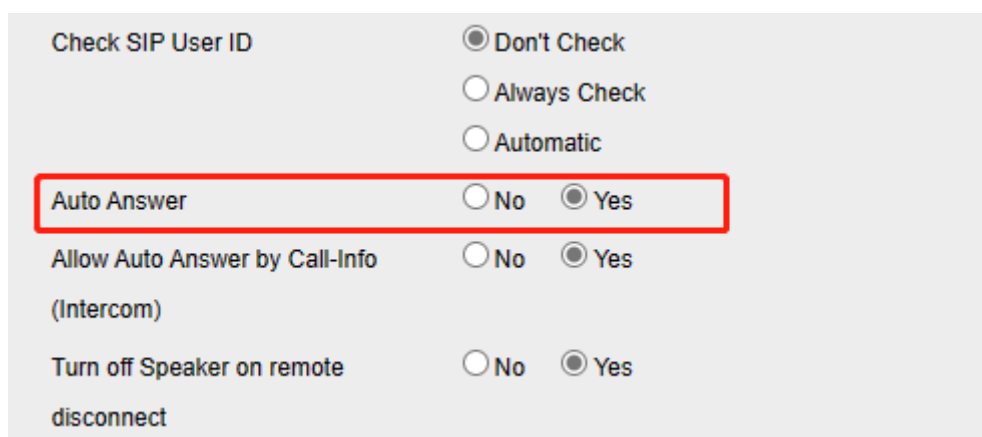 Check SIP User ID Don't Check
Always Check
Automatic
Auto Answer No Yes
Allow Auto Answer by Call-Info No Yes
(Intercom)
Turn off Speaker on remote No Yes
disconnect